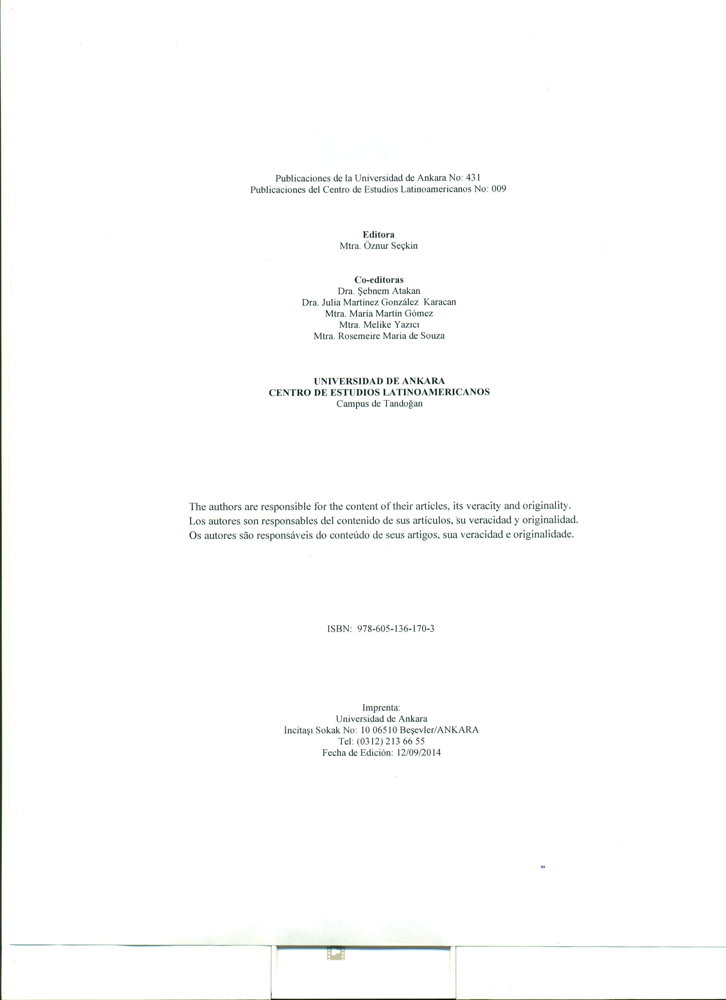 Publicaciones de la Universidad de Ankara No: 431
Publicaciones del Centro de Estudios Latinoamericanos No: 009
Editora
Mtra. Öznur Seçkin
Co-editoras
Dra. Şebnem Atakan
Dra. Julia Martínez González Karacan
Mtra. María Martín Gómez
Mtra. Melike Yazıcı
Mtra. Rosemeire Maria de Souza
UNIVERSIDAD DE ANKARA
CENTRO DE ESTUDIOS LATINOAMERICANOS
Campus de Tandoğan
The authors are responsible for the content of their articles, its veracity and originality.
Los autores son responsables del contenido de sus artículos, su veracidad y originalidad.
Os autores são responsáveis do conteúdo de seus artigos, sua veracidad e originalidade.
ISBN: 978-605-136-170-3
Imprenta:
Universidad de Ankara
İncitaşı Sokak No: 10 06510 Beşevler/ANKARA
Tel: (0312) 213 66 55
Fecha de Edición: 12/09/2014